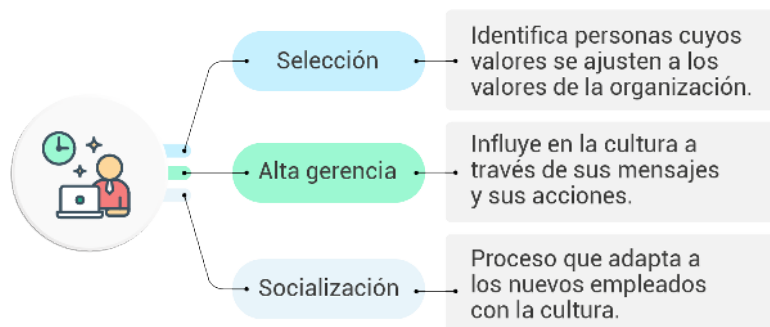 Selección
Identifica personas cuyos
valores se ajusten a los
valores de la organización.
Alta gerencia
Influye en la cultura a
través de sus mensajes
y sus acciones.
Socialización
Proceso que adapta a
los nuevos empleados
con la cultura.